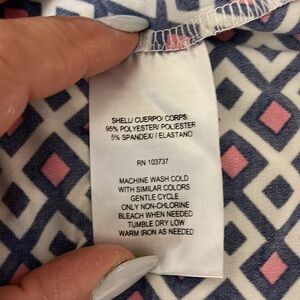 SHELL/ CUERPO/ CORPS
95% POLYESTER/ POLIESTER
5% SPANDEX/ / ELASTANO
RN 103737
MACHINE WASH COLD
WITH SIMILAR COLORS
GENTLE CYCLE
ONLY NON-CHLORINE
BLEACH WHEN NEEDED
TUMBLE DRY LOW
WARM IRON AS NEEDED